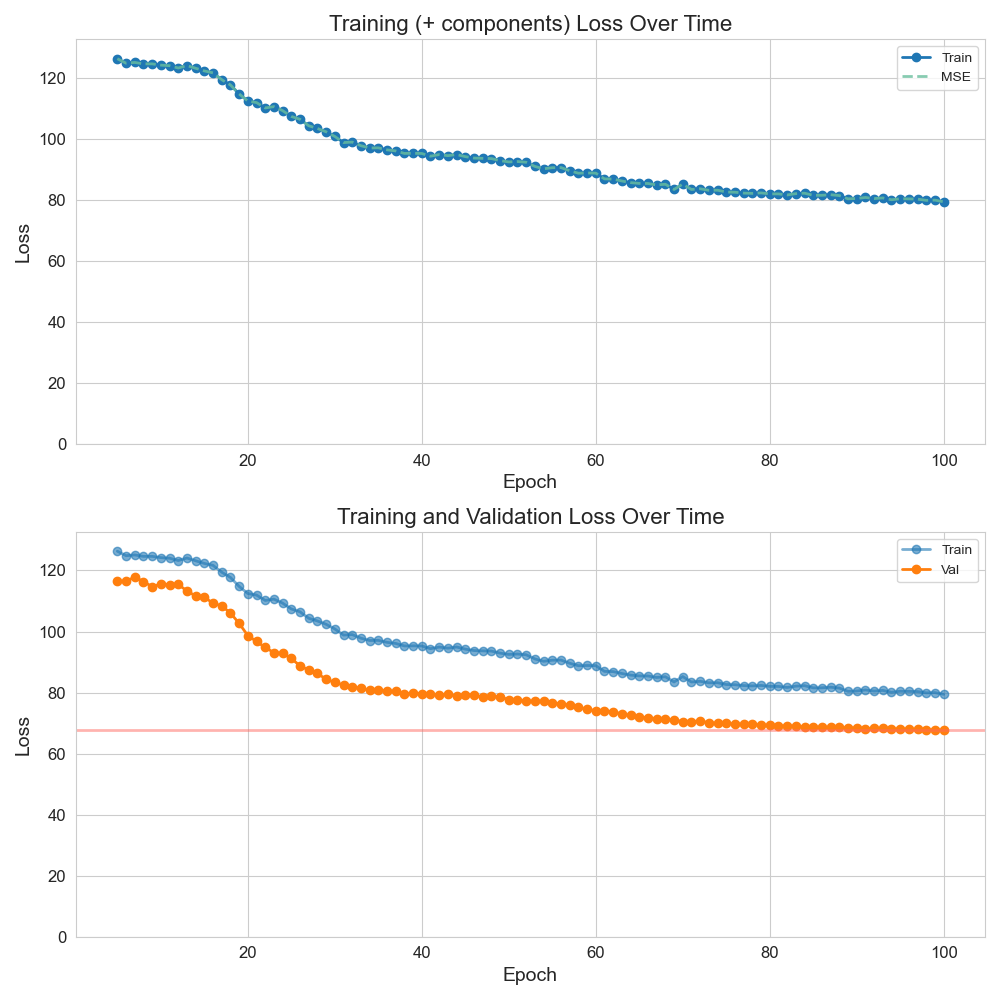 Training (+ components) Loss Over Time
Train
MSE
120
100
80
60
40
20
0
Loss
20 40 60 80 100
Epoch
Training and Validation Loss Over Time
Train
Val
120
100
80
60
40
20
0
Loss
20 40 60 80 100
Epoch